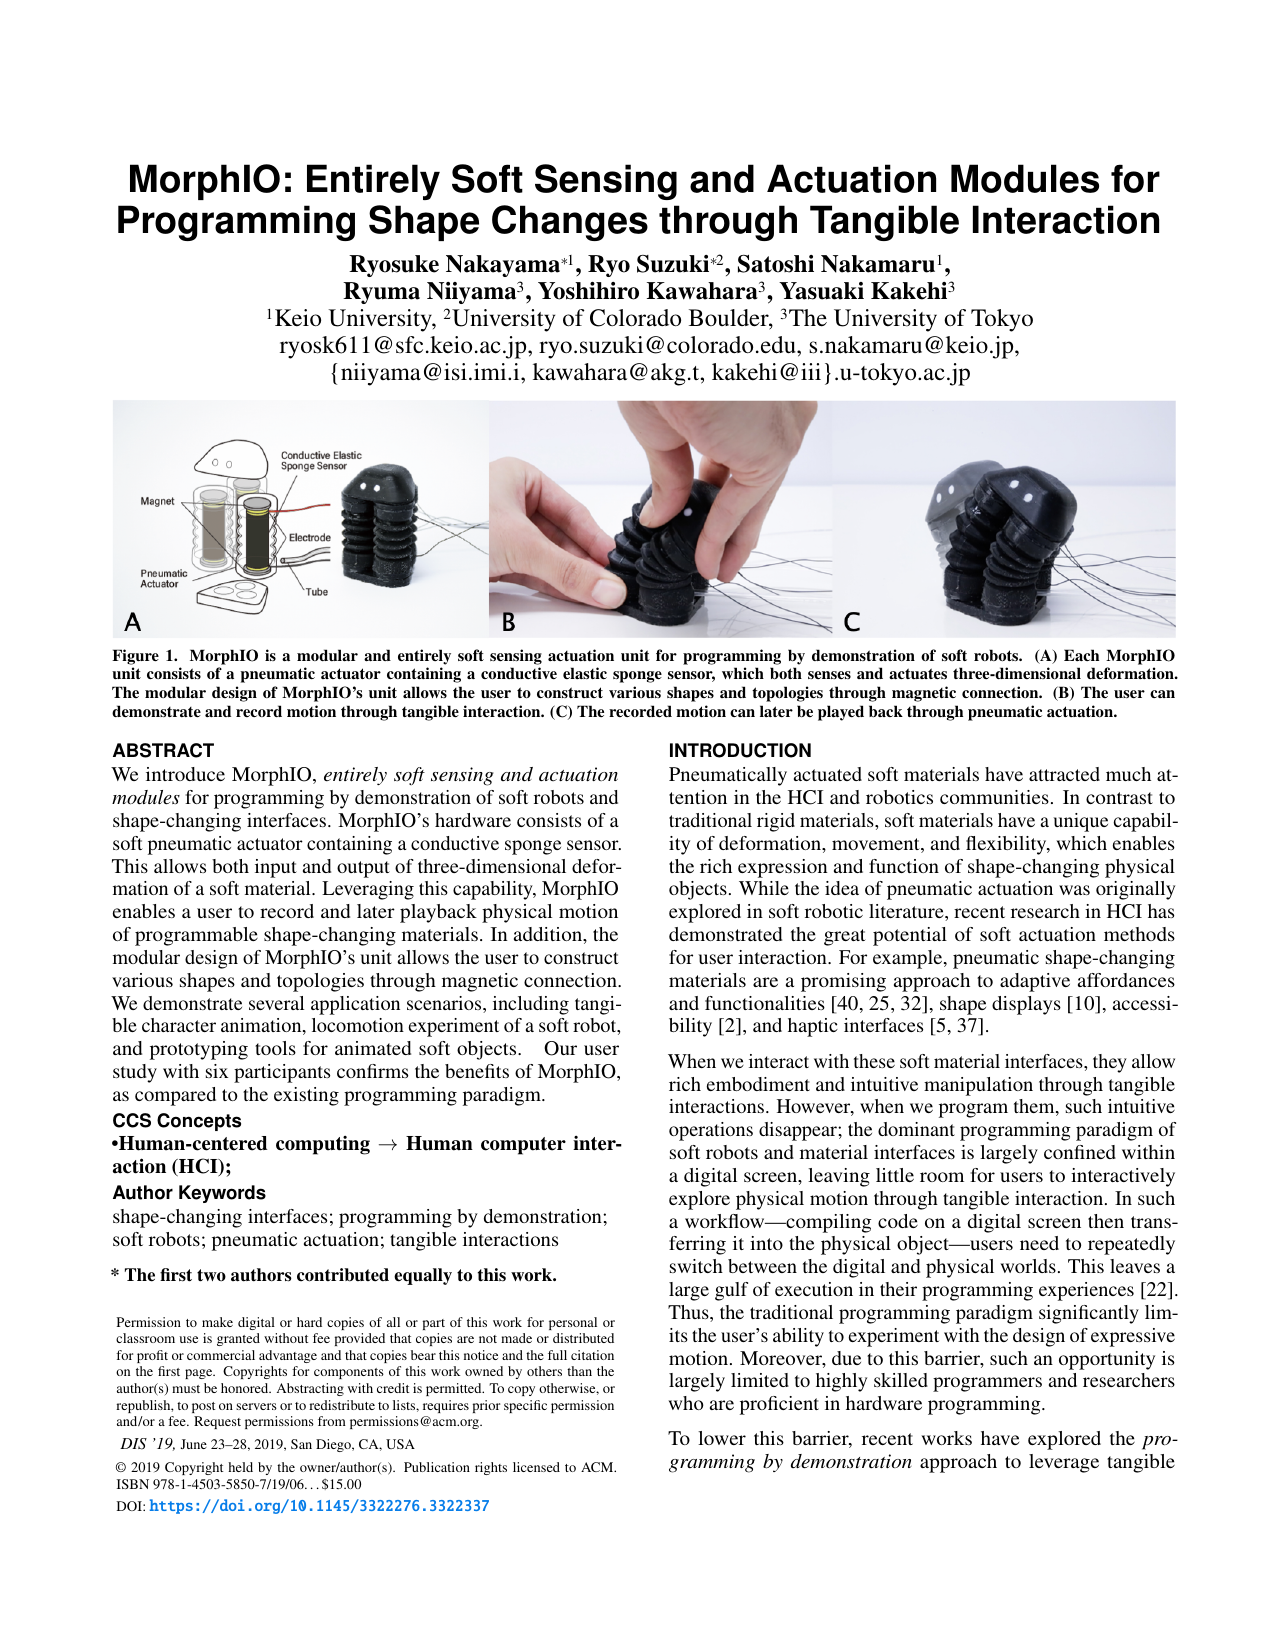 MorphIO: Entirely Soft Sensing and Actuation Modules for
Programming Shape Changes through Tangible Interaction
Ryosuke Nakayama*1, Ryo Suzuki*2, Satoshi Nakamaru1,
Ryuma Niiyama3, Yoshihiro Kawahara3, Yasuaki Kakehi3
1Keio University, 2University of Colorado Boulder, 3The University of Tokyo
ryosk611@sfc.keio.ac.jp, ryo.suzuki@colorado.edu, s.nakamaru@keio.jp,
{niiyama@isi.imi.i, kawahara@akg.t, kakehi@iii}.u-tokyo.ac.jp
Conductive Elastic
Sponge Sensor
Magnet
Electrode
Pneumatic
Actuator
Tube
A
B
C
Figure 1. MorphIO is a modular and entirely soft sensing actuation unit for programming by demonstration of soft robots. (A) Each MorphIO
unit consists of a pneumatic actuator containing a conductive elastic sponge sensor, which both senses and actuates three-dimensional deformation.
The modular design of MorphIO's unit allows the user to construct various shapes and topologies through magnetic connection. (B) The user can
demonstrate and record motion through tangible interaction. (C) The recorded motion can later be played back through pneumatic actuation.
ABSTRACT
We introduce MorphIO, entirely soft sensing and actuation
modules for programming by demonstration of soft robots and
shape-changing interfaces. MorphIO's hardware consists of a
soft pneumatic actuator containing a conductive sponge sensor.
This allows both input and output of three-dimensional defor-
mation of a soft material. Leveraging this capability, MorphIO
enables a user to record and later playback physical motion
of programmable shape-changing materials. In addition, the
modular design of MorphIO's unit allows the user to construct
various shapes and topologies through magnetic connection.
We demonstrate several application scenarios, including tangi-
ble character animation, locomotion experiment of a soft robot,
and prototyping tools for animated soft objects. Our user
study with six participants confirms the benefits of MorphIO,
as compared to the existing programming paradigm.
CCS Concepts
•Human-centered computing → Human computer inter-
action (HCI);
Author Keywords
shape-changing interfaces; programming by demonstration;
soft robots; pneumatic actuation; tangible interactions
* The first two authors contributed equally to this work.
Permission to make digital or hard copies of all or part of this work for personal or
classroom use is granted without fee provided that copies are not made or distributed
for profit or commercial advantage and that copies bear this notice and the full citation
on the first page. Copyrights for components of this work owned by others than the
author(s) must be honored. Abstracting with credit is permitted. To copy otherwise, or
republish, to post on servers or to redistribute to lists, requires prior specific permission
and/or a fee. Request permissions from permissions@acm.org.
DIS '19, June 23–28, 2019, San Diego, CA, USA
© 2019 Copyright held by the owner/author(s). Publication rights licensed to ACM.
ISBN 978-1-4503-5850-7/19/06. . . $15.00
DOI: https://doi.org/10.1145/3322276.3322337
INTRODUCTION
Pneumatically actuated soft materials have attracted much at-
tention in the HCI and robotics communities. In contrast to
traditional rigid materials, soft materials have a unique capabil-
ity of deformation, movement, and flexibility, which enables
the rich expression and function of shape-changing physical
objects. While the idea of pneumatic actuation was originally
explored in soft robotic literature, recent research in HCI has
demonstrated the great potential of soft actuation methods
for user interaction. For example, pneumatic shape-changing
materials are a promising approach to adaptive affordances
and functionalities [40, 25, 32], shape displays [10], accessi-
bility [2], and haptic interfaces [5, 37].
When we interact with these soft material interfaces, they allow
rich embodiment and intuitive manipulation through tangible
interactions. However, when we program them, such intuitive
operations disappear; the dominant programming paradigm of
soft robots and material interfaces is largely confined within
a digital screen, leaving little room for users to interactively
explore physical motion through tangible interaction. In such
a workflow—compiling code on a digital screen then trans-
ferring it into the physical object—users need to repeatedly
switch between the digital and physical worlds. This leaves a
large gulf of execution in their programming experiences [22].
Thus, the traditional programming paradigm significantly lim-
its the user's ability to experiment with the design of expressive
motion. Moreover, due to this barrier, such an opportunity is
largely limited to highly skilled programmers and researchers
who are proficient in hardware programming.
To lower this barrier, recent works have explored the pro-
gramming by demonstration approach to leverage tangible